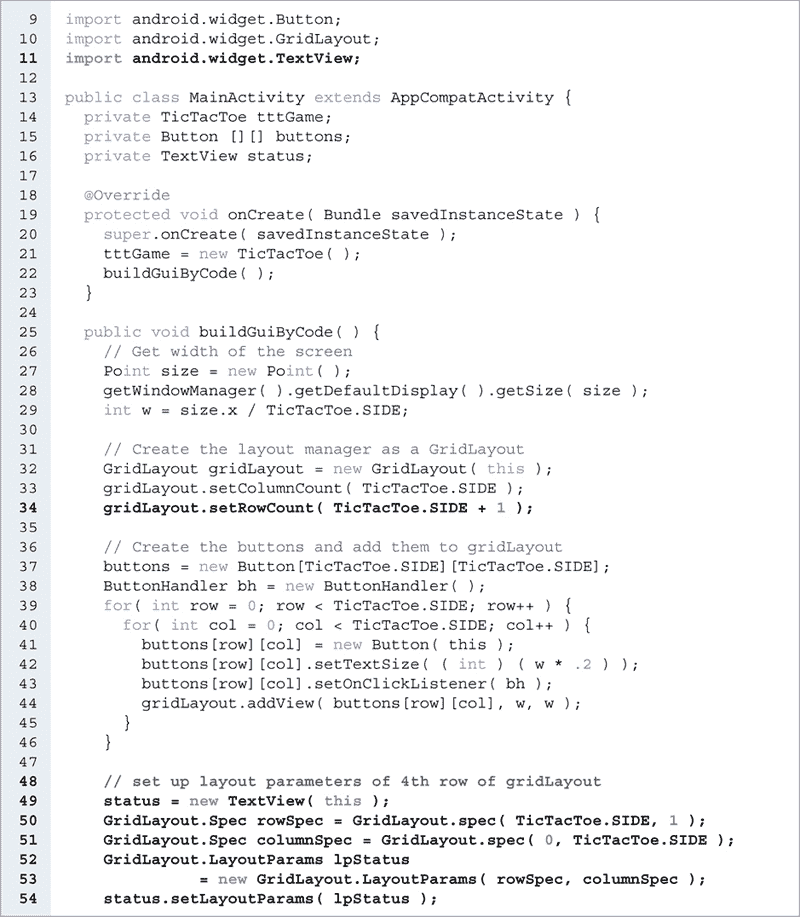 9 import android.widget.Button;
10 import android.widget.GridLayout;
11 import android.widget.TextView;
12
13 public class MainActivity extends AppCompatActivity {
14   private TicTacToe tttGame;
15   private Button [][] buttons;
16   private TextView status;
17
18   @Override
19   protected void onCreate( Bundle savedInstanceState ) {
20     super.onCreate( savedInstanceState );
21     tttGame = new TicTacToe( );
22     buildGuiByCode( );
23   }
24
25   public void buildGuiByCode( ) {
26     // Get width of the screen
27     Point size = new Point( );
28     getWindowManager( ).getDefaultDisplay( ).getSize( size );
29     int w = size.x / TicTacToe.SIDE;
30
31     // Create the layout manager as a GridLayout
32     GridLayout gridLayout = new GridLayout( this );
33     gridLayout.setColumnCount( TicTacToe.SIDE );
34     gridLayout.setRowCount( TicTacToe.SIDE + 1 );
35
36     // Create the buttons and add them to gridLayout
37     buttons = new Button[TicTacToe.SIDE][TicTacToe.SIDE];
38     ButtonHandler bh = new ButtonHandler( );
39     for( int row = 0; row < TicTacToe.SIDE; row++ ) {
40       for( int col = 0; col < TicTacToe.SIDE; col++ ) {
41         buttons[row][col] = new Button( this );
42         buttons[row][col].setTextSize( ( int ) ( w * .2 ) );
43         buttons[row][col].setOnClickListener( bh );
44         gridLayout.addView( buttons[row][col], w, w );
45       }
46     }
47
48     // set up layout parameters of 4th row of gridLayout
49     status = new TextView( this );
50     GridLayout.Spec rowSpec = GridLayout.spec( TicTacToe.SIDE, 1 );
51     GridLayout.Spec columnSpec = GridLayout.spec( 0, TicTacToe.SIDE );
52     GridLayout.LayoutParams lpStatus
53               = new GridLayout.LayoutParams( rowSpec, columnSpec );
54     status.setLayoutParams( lpStatus );